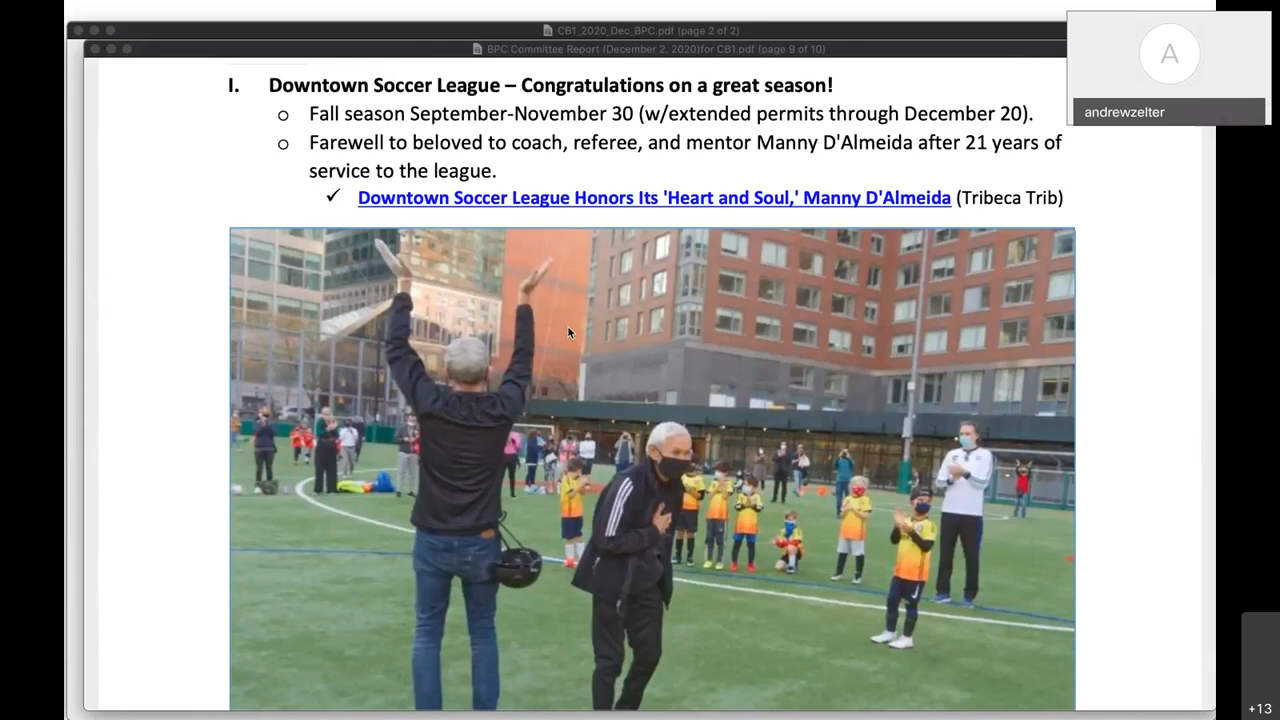 CB1_2020_Dec_BPC.pdf (page 2 of 2)
BPC Committee Report (December 2, 2020)for CB1.pdf (page 9 of 10)
A
andrewzelter
I. Downtown Soccer League – Congratulations on a great season!
o Fall season September-November 30 (w/extended permits through December 20).
o Farewell to beloved to coach, referee, and mentor Manny D'Almeida after 21 years of
service to the league.
✓ Downtown Soccer League Honors Its 'Heart and Soul,' Manny D'Almeida (Tribeca Trib)
+13